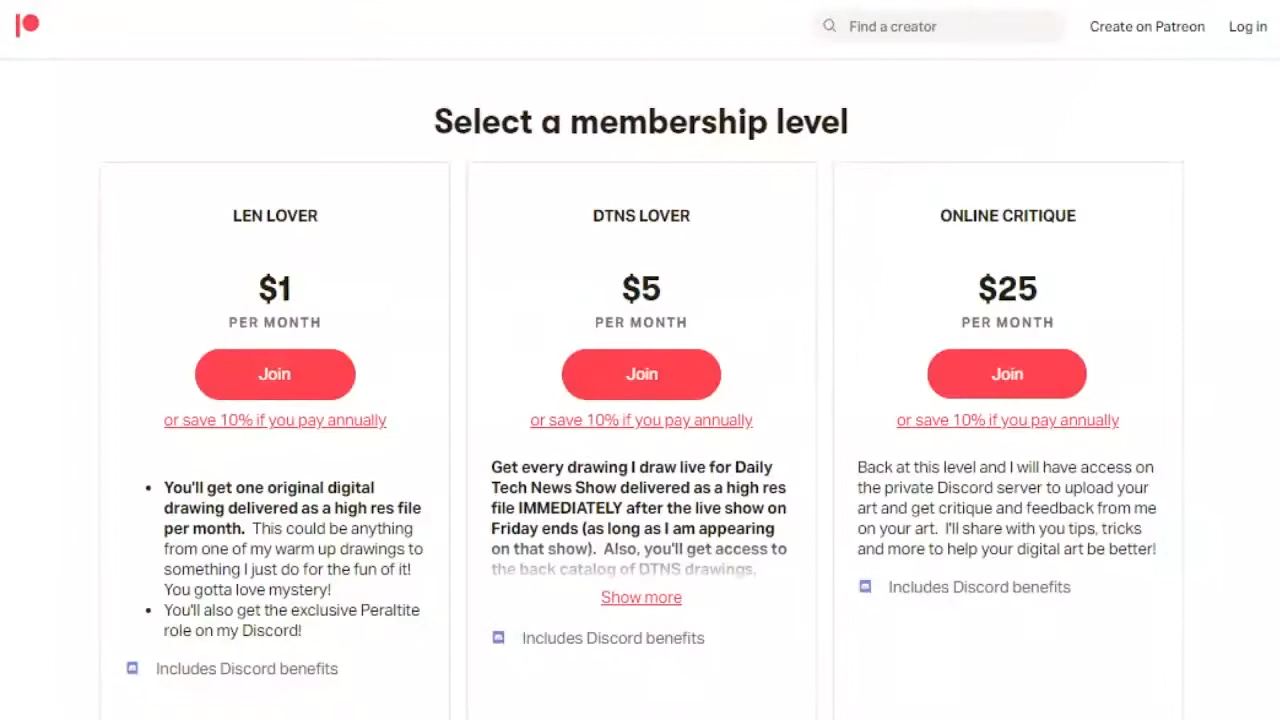 Find a creator
Create on Patreon
Log in
Select a membership level
LEN LOVER
$1
PER MONTH
Join
or save 10% if you pay annually
You'll get one original digital
drawing delivered as a high res file
per month. This could be anything
from one of my warm up drawings to
something I just do for the fun of it!
You gotta love mystery!
You'll also get the exclusive Peraltite
role on my Discord!
Includes Discord benefits
DTNS LOVER
$5
PER MONTH
Join
or save 10% if you pay annually
Get every drawing I draw live for Daily
Tech News Show delivered as a high res
file IMMEDIATELY after the live show on
Friday ends (as long as I am appearing
on that show). Also, you'll get access to
the back catalog of DTNS drawings.
Show more
Includes Discord benefits
ONLINE CRITIQUE
$25
PER MONTH
Join
or save 10% if you pay annually
Back at this level and I will have access on
the private Discord server to upload your
art and get critique and feedback from me
on your art. I'll share with you tips, tricks
and more to help your digital art be better!
Includes Discord benefits